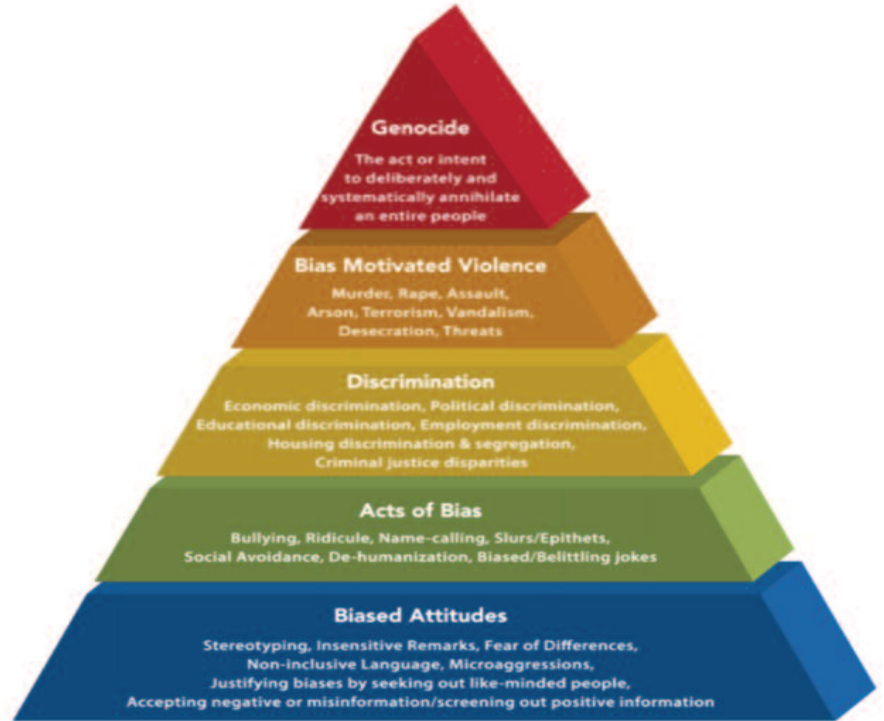 Genocide
The act or intent
to deliberately and
systematically annihilate
an entire people
Bias Motivated Violence
Murder, Rape, Assault,
Arson, Terrorism, Vandalism,
Desecration, Threats
Discrimination
Economic discrimination, Political discrimination,
Educational discrimination, Employment discrimination,
Housing discrimination & segregation,
Criminal justice disparities
Acts of Bias
Bullying, Ridicule, Name-calling, Slurs/Epithets,
Social Avoidance, De-humanization, Biased/Belittling jokes
Biased Attitudes
Stereotyping, Insensitive Remarks, Fear of Differences,
Non-inclusive Language, Microaggressions,
Justifying biases by seeking out like-minded people,
Accepting negative or misinformation/screening out positive information